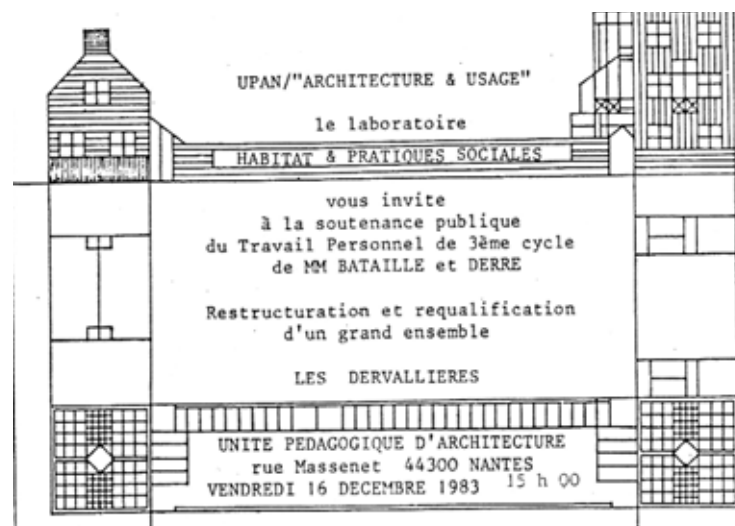 UPAN/"ARCHITECTURE & USAGE"
le laboratoire
HABITAT & PRATIQUES SOCIALES
vous invite
à la soutenance publique
du Travail Personnel de 3ème cycle
de MM BATAILLE et DERRE
Restructuration et requalification
d'un grand ensemble
LES DERVALLIERES
UNITE PEDAGOGIQUE D'ARCHITECTURE
rue Massenet 44300 NANTES
VENDREDI 16 DECEMBRE 1983 15 h 00